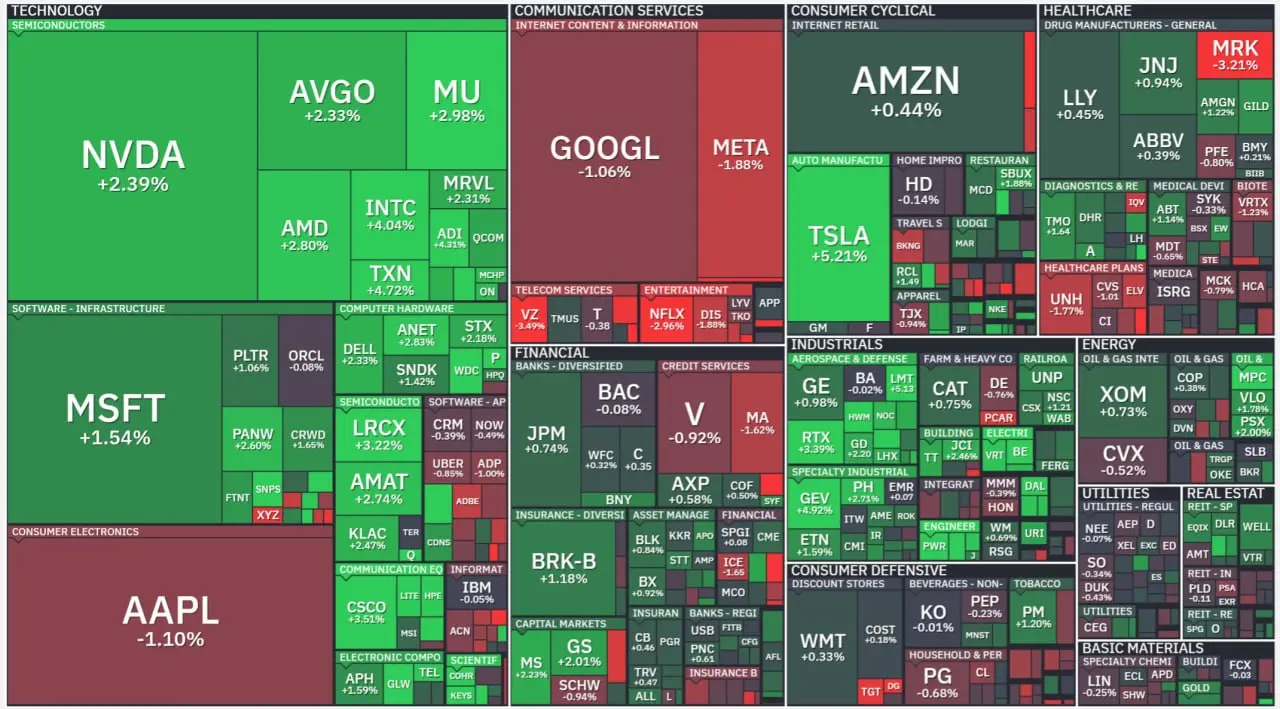 TECHNOLOGY
SEMICONDUCTORS
NVDA
+2.39%
AVGO
+2.33%
MU
+2.98%
AMD
+2.80%
INTC
+4.04%
MRVL
+2.31%
ADI
+4.31%
QCOM
TXN
+4.72%
MCHP
ON
SOFTWARE - INFRASTRUCTURE
MSFT
+1.54%
PLTR
+1.06%
ORCL
-0.08%
PANW
+2.60%
CRWD
+1.65%
FTNT
SNPS
XYZ
CONSUMER ELECTRONICS
AAPL
-1.10%
COMPUTER HARDWARE
DELL
+2.33%
ANET
+2.83%
STX
+2.18%
SNDK
+1.42%
WDC
P
HPQ
SEMICONDUCTO
LRCX
+3.22%
AMAT
+2.74%
KLAC
+2.47%
TER
Q
SOFTWARE - AP
CRM
-0.39%
NOW
-0.49%
UBER
-0.85%
ADP
-1.00%
ADBE
CDNS
COMMUNICATION EQ
CSCO
+3.51%
LITE
HPE
MSI
INFORMAT
IBM
-0.05%
ACN
ELECTRONIC COMPO
APH
+1.59%
GLW
TEL
SCIENTIF
COHR
KEYS
COMMUNICATION SERVICES
INTERNET CONTENT & INFORMATION
GOOGL
-1.06%
META
-1.88%
TELECOM SERVICES
VZ
-3.49%
TMUS
T
-0.38
ENTERTAINMENT
NFLX
-2.96%
DIS
-1.88%
LYV
TKO
APP
FINANCIAL
BANKS - DIVERSIFIED
JPM
+0.74%
BAC
-0.08%
WFC
+0.32%
C
+0.35
BNY
CREDIT SERVICES
V
-0.92%
MA
-1.62%
AXP
+0.58%
COF
+0.50%
SYF
INSURANCE - DIVERSI
BRK-B
+1.18%
ASSET MANAGE
BLK
+0.84%
KKR
APO
STT
AMP
BX
+0.92%
FINANCIAL
SPGI
+0.08
CME
ICE
-1.65
MCO
CAPITAL MARKETS
MS
+2.23%
GS
+2.01%
SCHW
-0.94%
INSURAN
CB
+0.46
PGR
TRV
+0.47
ALL
L
BANKS - REGI
USB
FITB
PNC
+0.61
CFG
INSURANCE B
AFL
CONSUMER CYCLICAL
INTERNET RETAIL
AMZN
+0.44%
AUTO MANUFACTU
TSLA
+5.21%
GM
F
HOME IMPRO
HD
-0.14%
RESTAURAN
MCD
SBUX
+1.88%
TRAVEL S
BKNG
RCL
+1.49
LODGI
MAR
APPAREL
TJX
-0.94%
NKE
IP
HEALTHCARE
DRUG MANUFACTURERS - GENERAL
LLY
+0.45%
JNJ
+0.94%
ABBV
+0.39%
MRK
-3.21%
AMGN
+1.22%
GILD
PFE
-0.80%
BMY
+0.21%
BIIB
DIAGNOSTICS & RE
TMO
+1.64
DHR
IQV
LH
A
MEDICAL DEVI
ABT
+1.14%
SYK
-0.33%
BSX
EW
MDT
-0.65%
STE
BIOTE
VRTX
-1.23%
HEALTHCARE PLANS
UNH
-1.77%
CVS
-1.01
ELV
CI
MEDICA
ISRG
MCK
-0.79%
HCA
INDUSTRIALS
AEROSPACE & DEFENSE
GE
+0.98%
BA
-0.02%
LMT
+5.13
HWM
NOC
RTX
+3.39%
GD
+2.20
LHX
FARM & HEAVY CO
CAT
+0.75%
DE
-0.76%
PCAR
RAILROA
UNP
CSX
NSC
+1.21
WAB
BUILDING
TT
JCI
+2.46%
ELECTRI
VRT
BE
FERG
SPECIALTY INDUSTRIAL
GEV
+4.92%
PH
+2.71%
EMR
+0.07
ITW
AME
ROK
ETN
+1.59%
CMI
IR
INTEGRAT
MMM
-0.39%
HON
DAL
ENGINEER
PWR
J
WM
+0.69%
RSG
URI
CONSUMER DEFENSIVE
DISCOUNT STORES
WMT
+0.33%
COST
+0.18%
TGT
DG
BEVERAGES - NON-
KO
-0.01%
PEP
-0.23%
MNST
TOBACCO
PM
+1.20%
HOUSEHOLD & PER
PG
-0.68%
CL
ENERGY
OIL & GAS INTE
XOM
+0.73%
CVX
-0.52%
OIL & GAS
COP
+0.38%
OXY
DVN
OIL &
MPC
VLO
+1.78%
PSX
+2.00%
OIL & GAS
TRGP
OKE
SLB
BKR
UTILITIES
UTILITIES - REGUL
NEE
-0.07%
AEP
D
XEL
EXC
ED
SO
-0.34%
DUK
-0.43%
ES
UTILITIES
CEG
REAL ESTAT
REIT - SP
EQIX
DLR
AMT
WELL
VTR
REIT - IN
PLD
-0.11
PSA
EXR
REIT - RE
SPG
O
BASIC MATERIALS
SPECIALTY CHEMI
LIN
-0.25%
ECL
APD
SHW
BUILDI
GOLD
FCX
-0.03